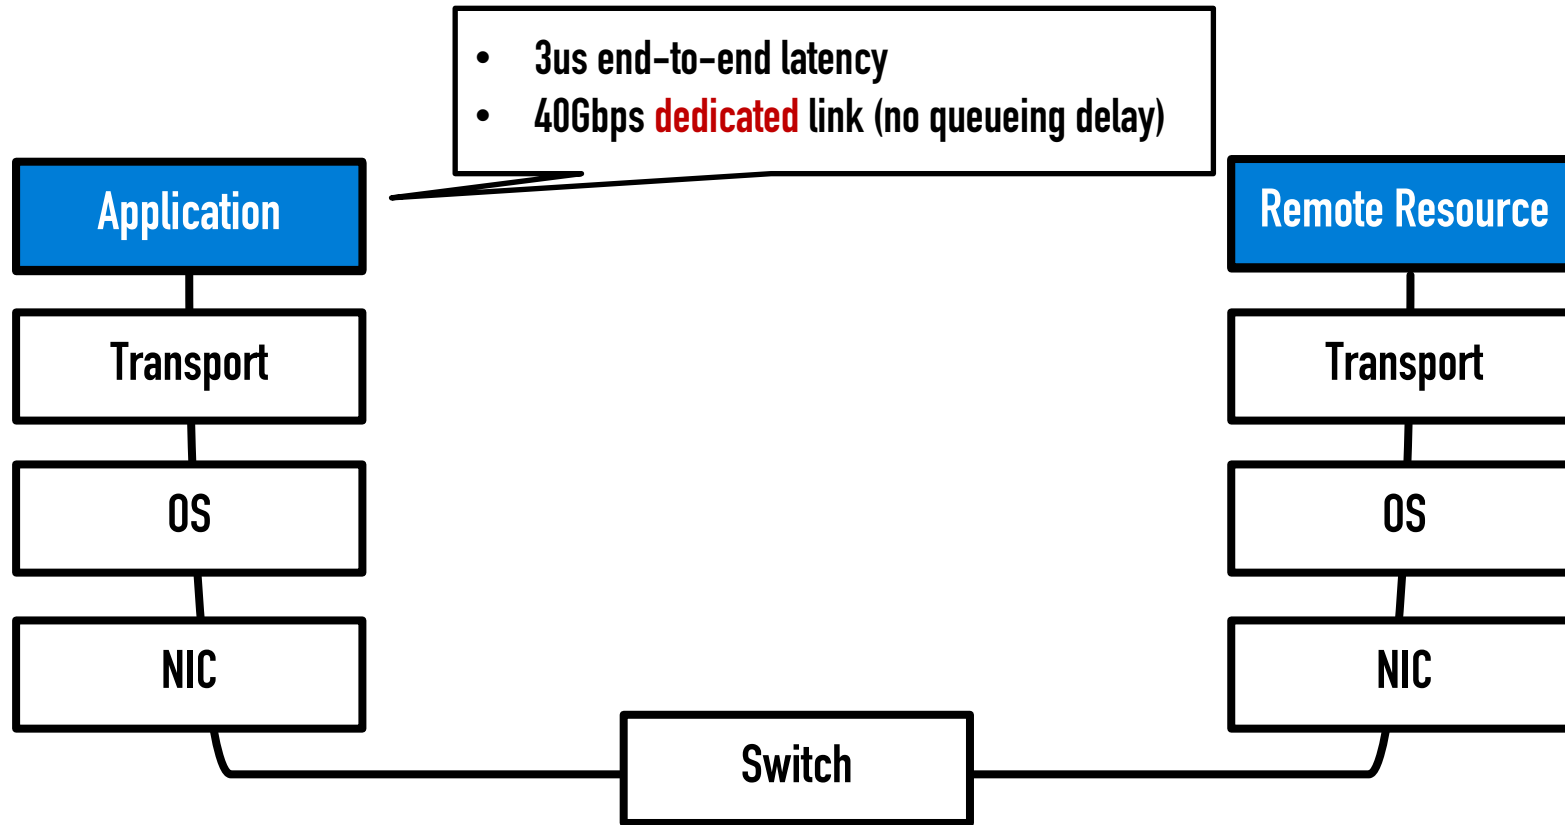 • 3us end-to-end latency
• 40Gbps dedicated link (no queueing delay)
Application
Remote Resource
Transport
Transport
OS
OS
NIC
NIC
Switch